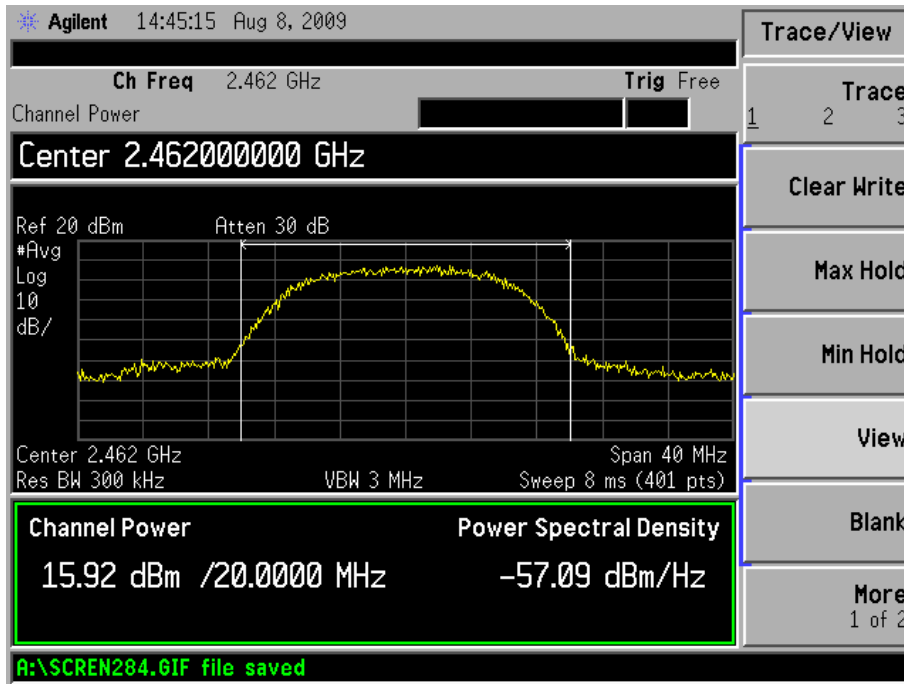 Agilent 14:45:15 Aug 8, 2009
Trace/View
Ch Freq 2.462 GHz Trig Free
Channel Power
Trace
1 2 3
Center 2.462000000 GHz
Clear Write
Ref 20 dBm Atten 30 dB
#Avg
Log
10
dB/
Max Hold
Min Hold
Center 2.462 GHz Span 40 MHz
Res BW 300 kHz VBW 3 MHz Sweep 8 ms (401 pts)
View
Channel Power Power Spectral Density
15.92 dBm /20.0000 MHz -57.09 dBm/Hz
Blank
More
1 of 2
A:\SCREN284.GIF file saved